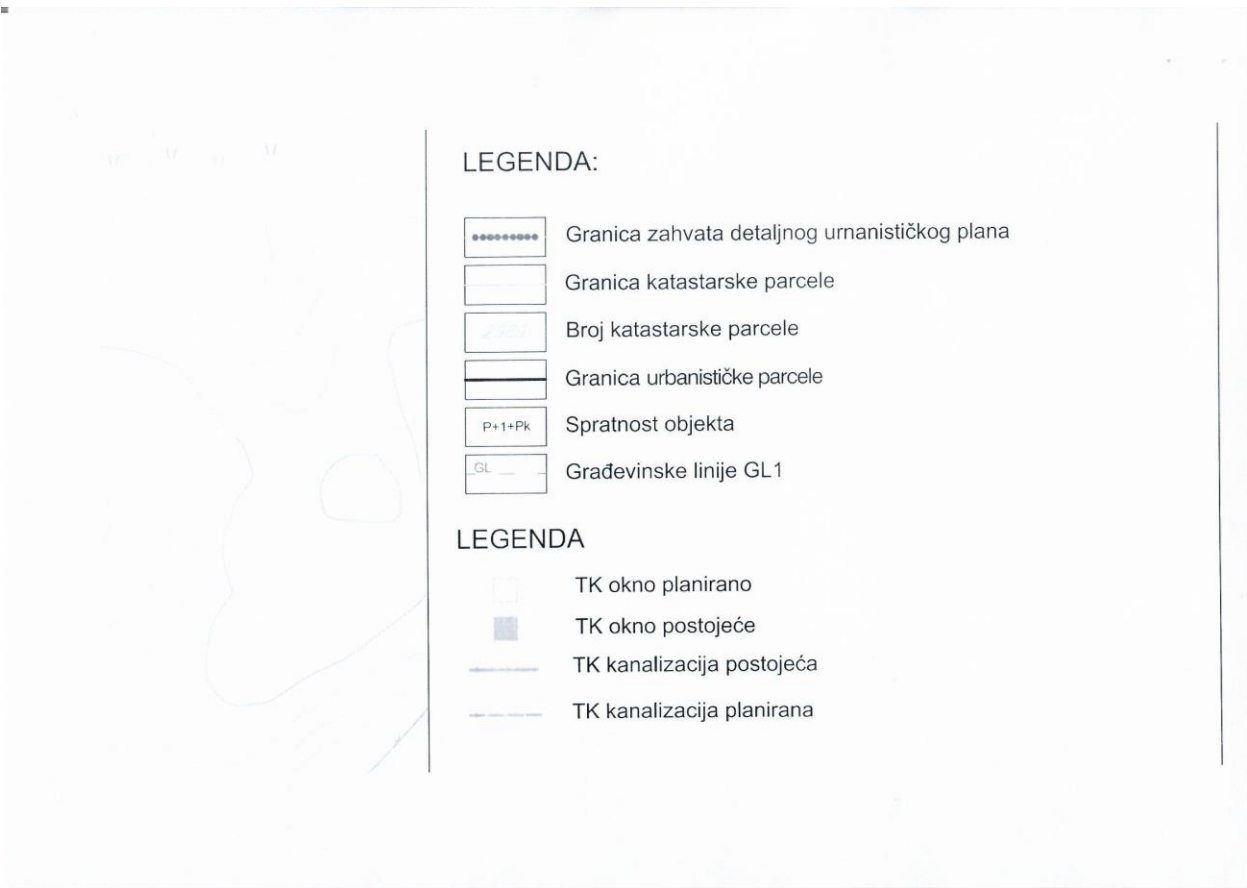 LEGENDA:
Granica zahvata detaljnog urnanističkog plana
Granica katastarske parcele
Broj katastarske parcele
Granica urbanističke parcele
P+1+Pk Spratnost objekta
GL Građevinske linije GL1
LEGENDA
TK okno planirano
TK okno postojeće
TK kanalizacija postojeća
TK kanalizacija planirana